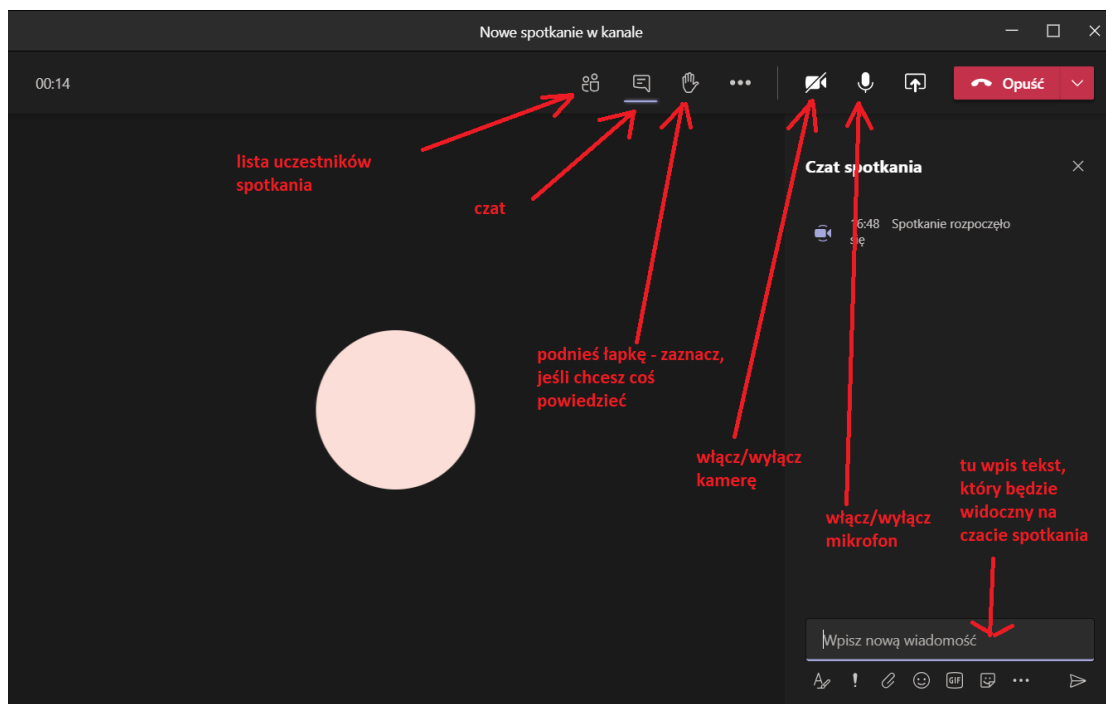 Nowe spotkanie w kanale
00:14
Opuść
lista uczestników
spotkania
czat
Czat spotkania
16:48 Spotkanie rozpoczęło
się
podnieś łapkę - zaznacz,
jeśli chcesz coś
powiedzieć
włącz/wyłącz
kamerę
włącz/wyłącz
mikrofon
tu wpis tekst,
który będzie
widoczny na
czacie spotkania
Wpisz nową wiadomość
GIF